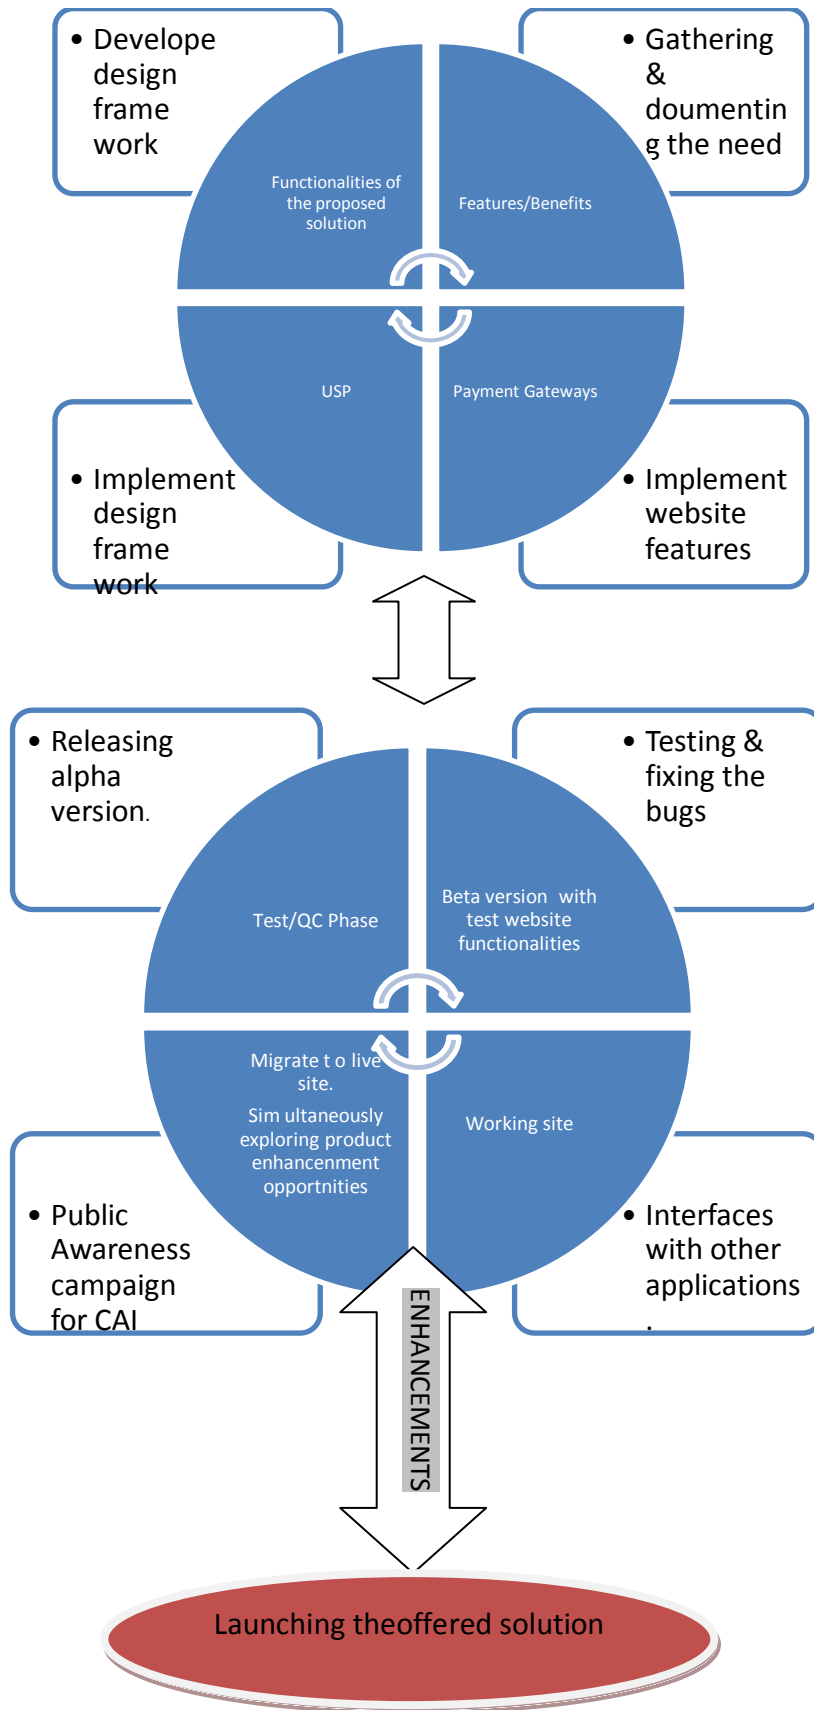 • Develope
design
frame
work
• Gathering
&
doumentin
g the need
Functionalities of
the proposed
solution
Features/Benefits
USP
Payment Gateways
• Implement
design
frame
work
• Implement
website
features
• Releasing
alpha
version.
• Testing &
fixing the
bugs
Test/QC Phase
Beta version with
test website
functionalities
Migrate t o live
site.
Sim ultaneously
exploring product
enhancenment
opportnities
Working site
• Public
Awareness
campaign
for CAI
• Interfaces
with other
applications
.
ENHANCEMENTS
Launching theoffered solution